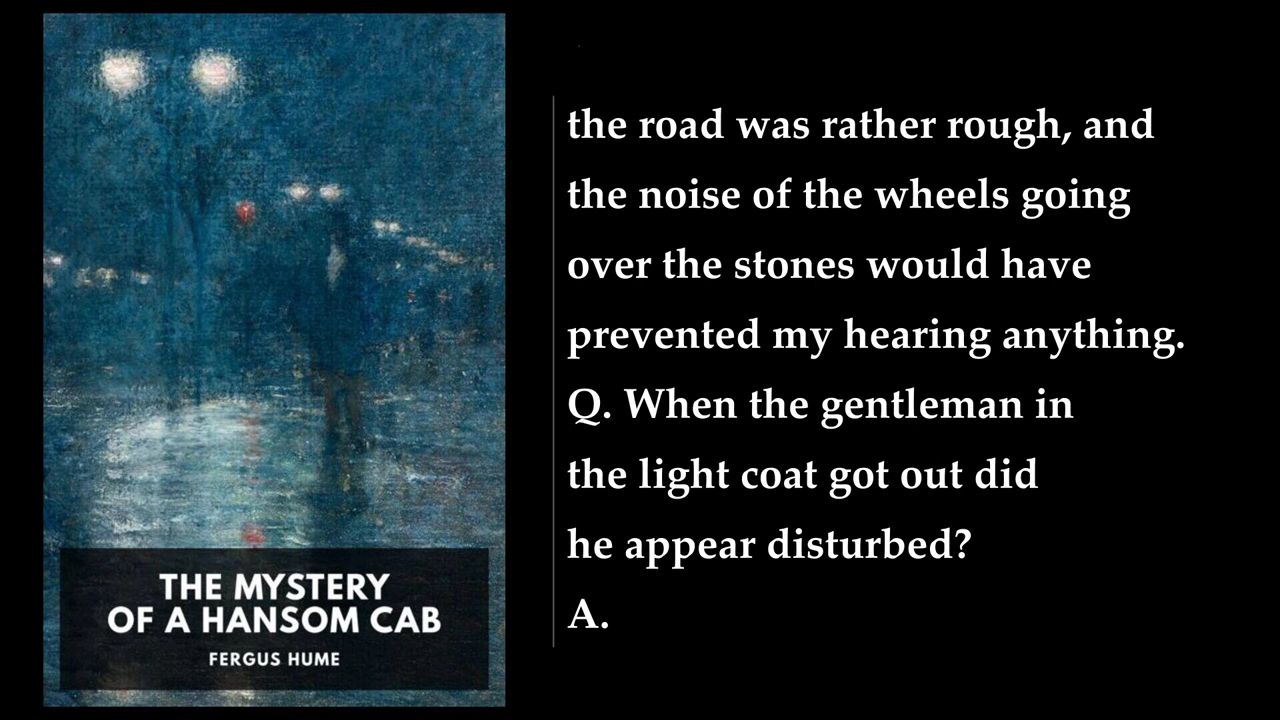 THE MYSTERY
OF A HANSOM CAB
FERGUS HUME
the road was rather rough, and
the noise of the wheels going
over the stones would have
prevented my hearing anything.
Q. When the gentleman in
the light coat got out did
he appear disturbed?
A.